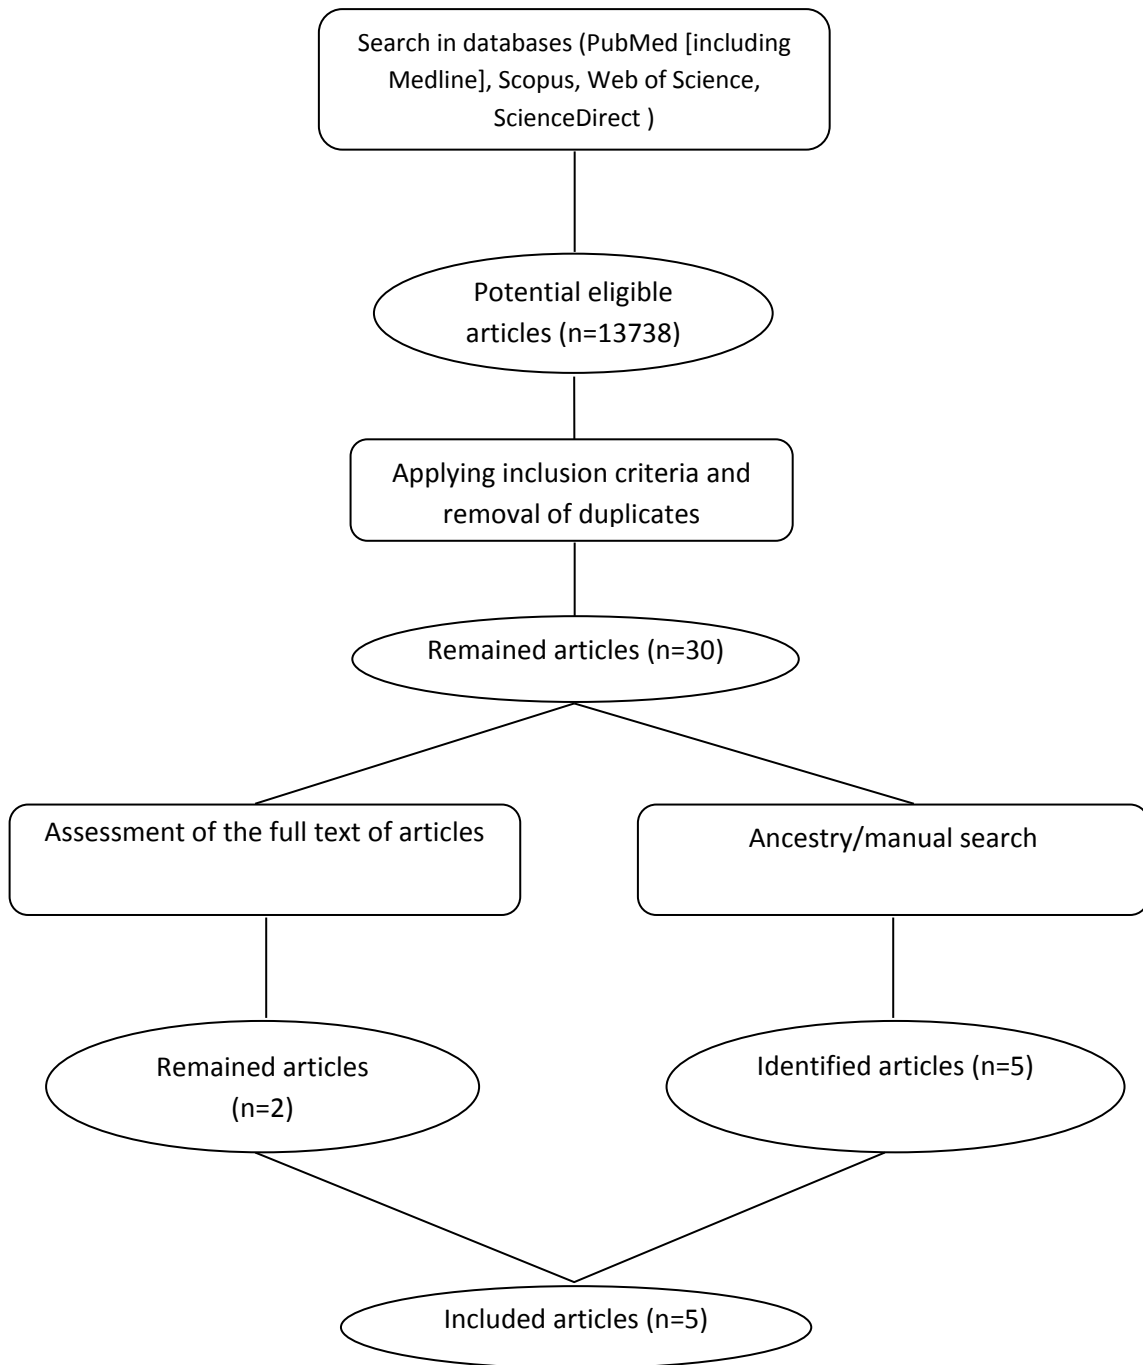 Search in databases (PubMed [including
Medline], Scopus, Web of Science,
ScienceDirect )
Potential eligible
articles (n=13738)
Applying inclusion criteria and
removal of duplicates
Remained articles (n=30)
Assessment of the full text of articles
Ancestry/manual search
Remained articles
(n=2)
Identified articles (n=5)
Included articles (n=5)